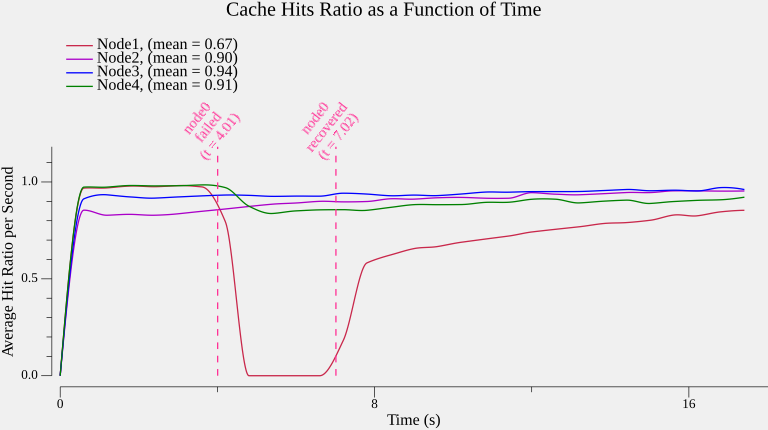 Cache Hits Ratio as a Function of Time
Node1, (mean = 0.67)
Node2, (mean = 0.90)
Node3, (mean = 0.94)
Node4, (mean = 0.91)
node0
failed
(t = 4.01)
node0
recovered
(t = 7.02)
Average Hit Ratio per Second
1.0
0.5
0.0
0
8
16
Time (s)